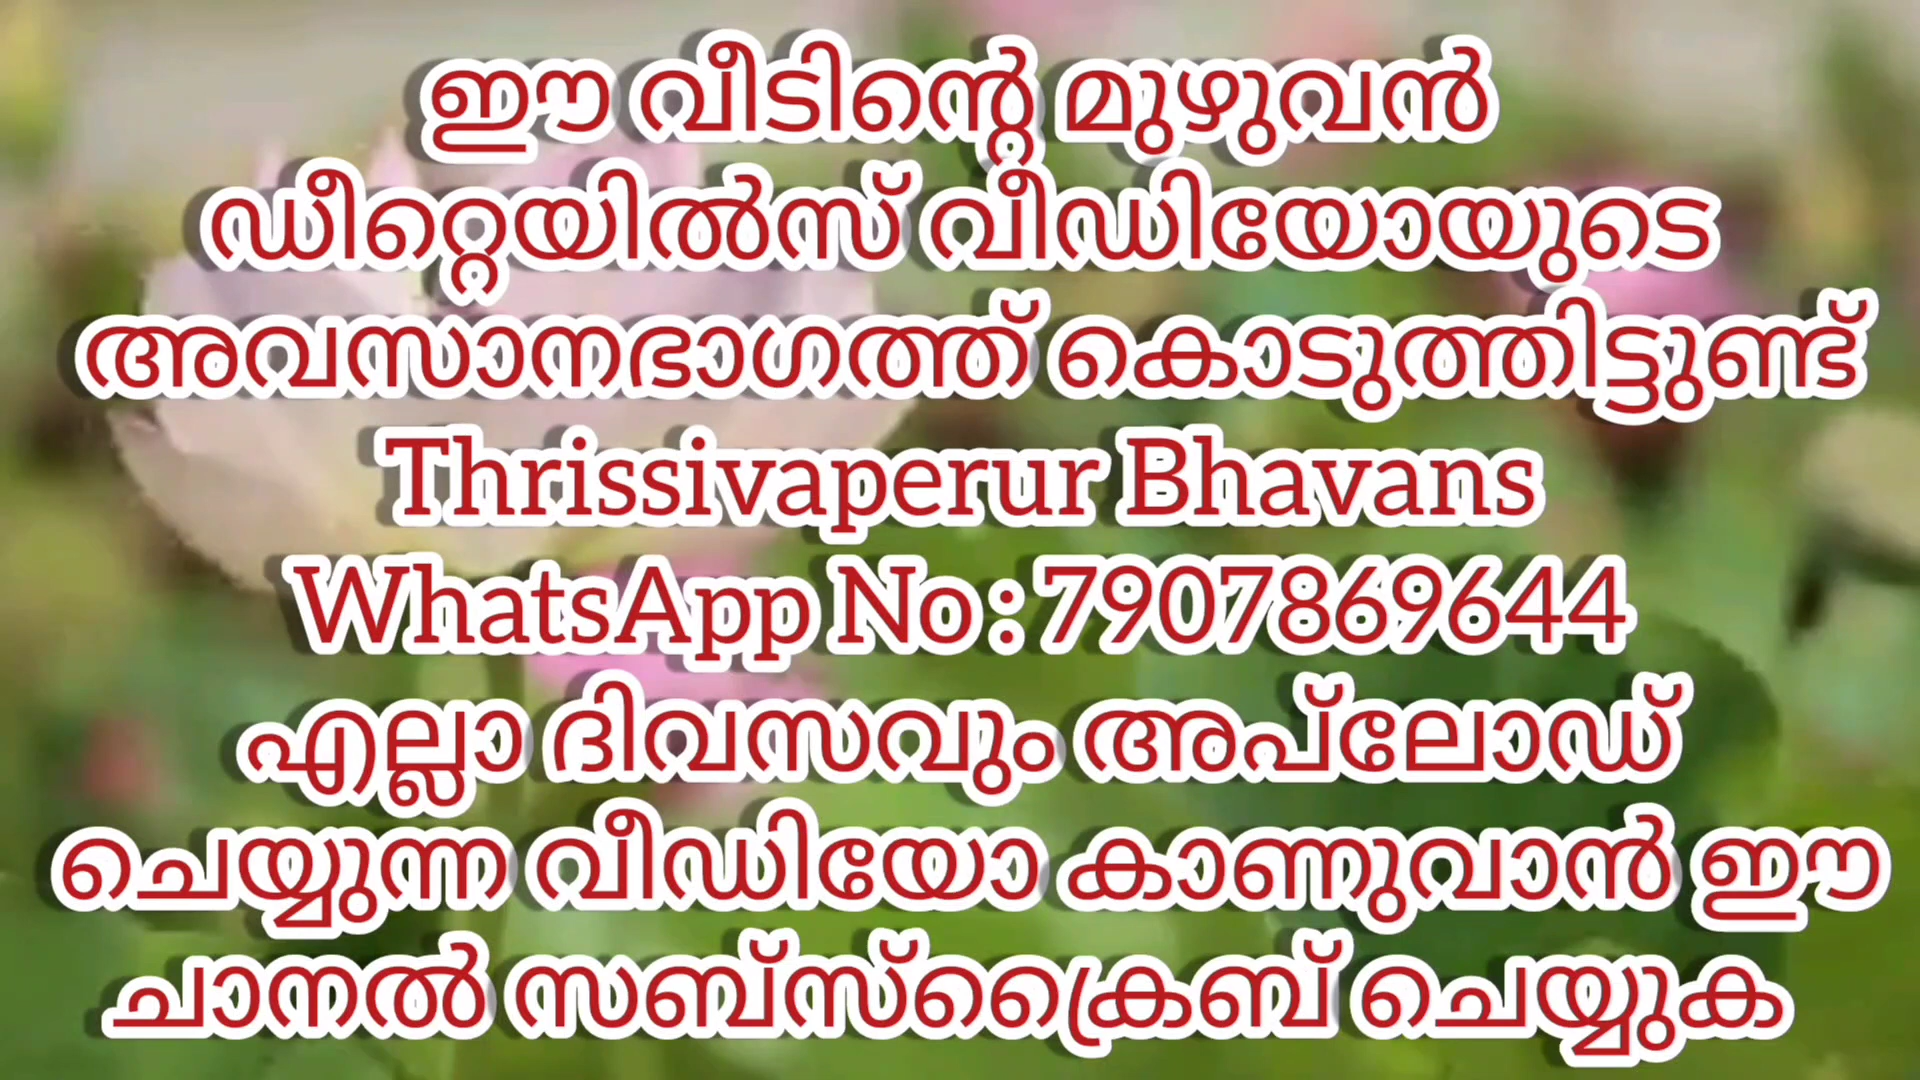 ഈ വീടിന്റെ മുഴുവൻ
ഡീറ്റെയിൽസ് വീഡിയോയുടെ
അവസാനഭാഗത്ത് കൊടുത്തിട്ടുണ്ട്
Thrissivaperur Bhavans
WhatsApp No:7907869644
എല്ലാ ദിവസവും അപ്‌ലോഡ്
ചെയ്യുന്ന വീഡിയോ കാണുവാൻ ഈ
ചാനൽ സബ്സ്ക്രൈബ് ചെയ്യുക